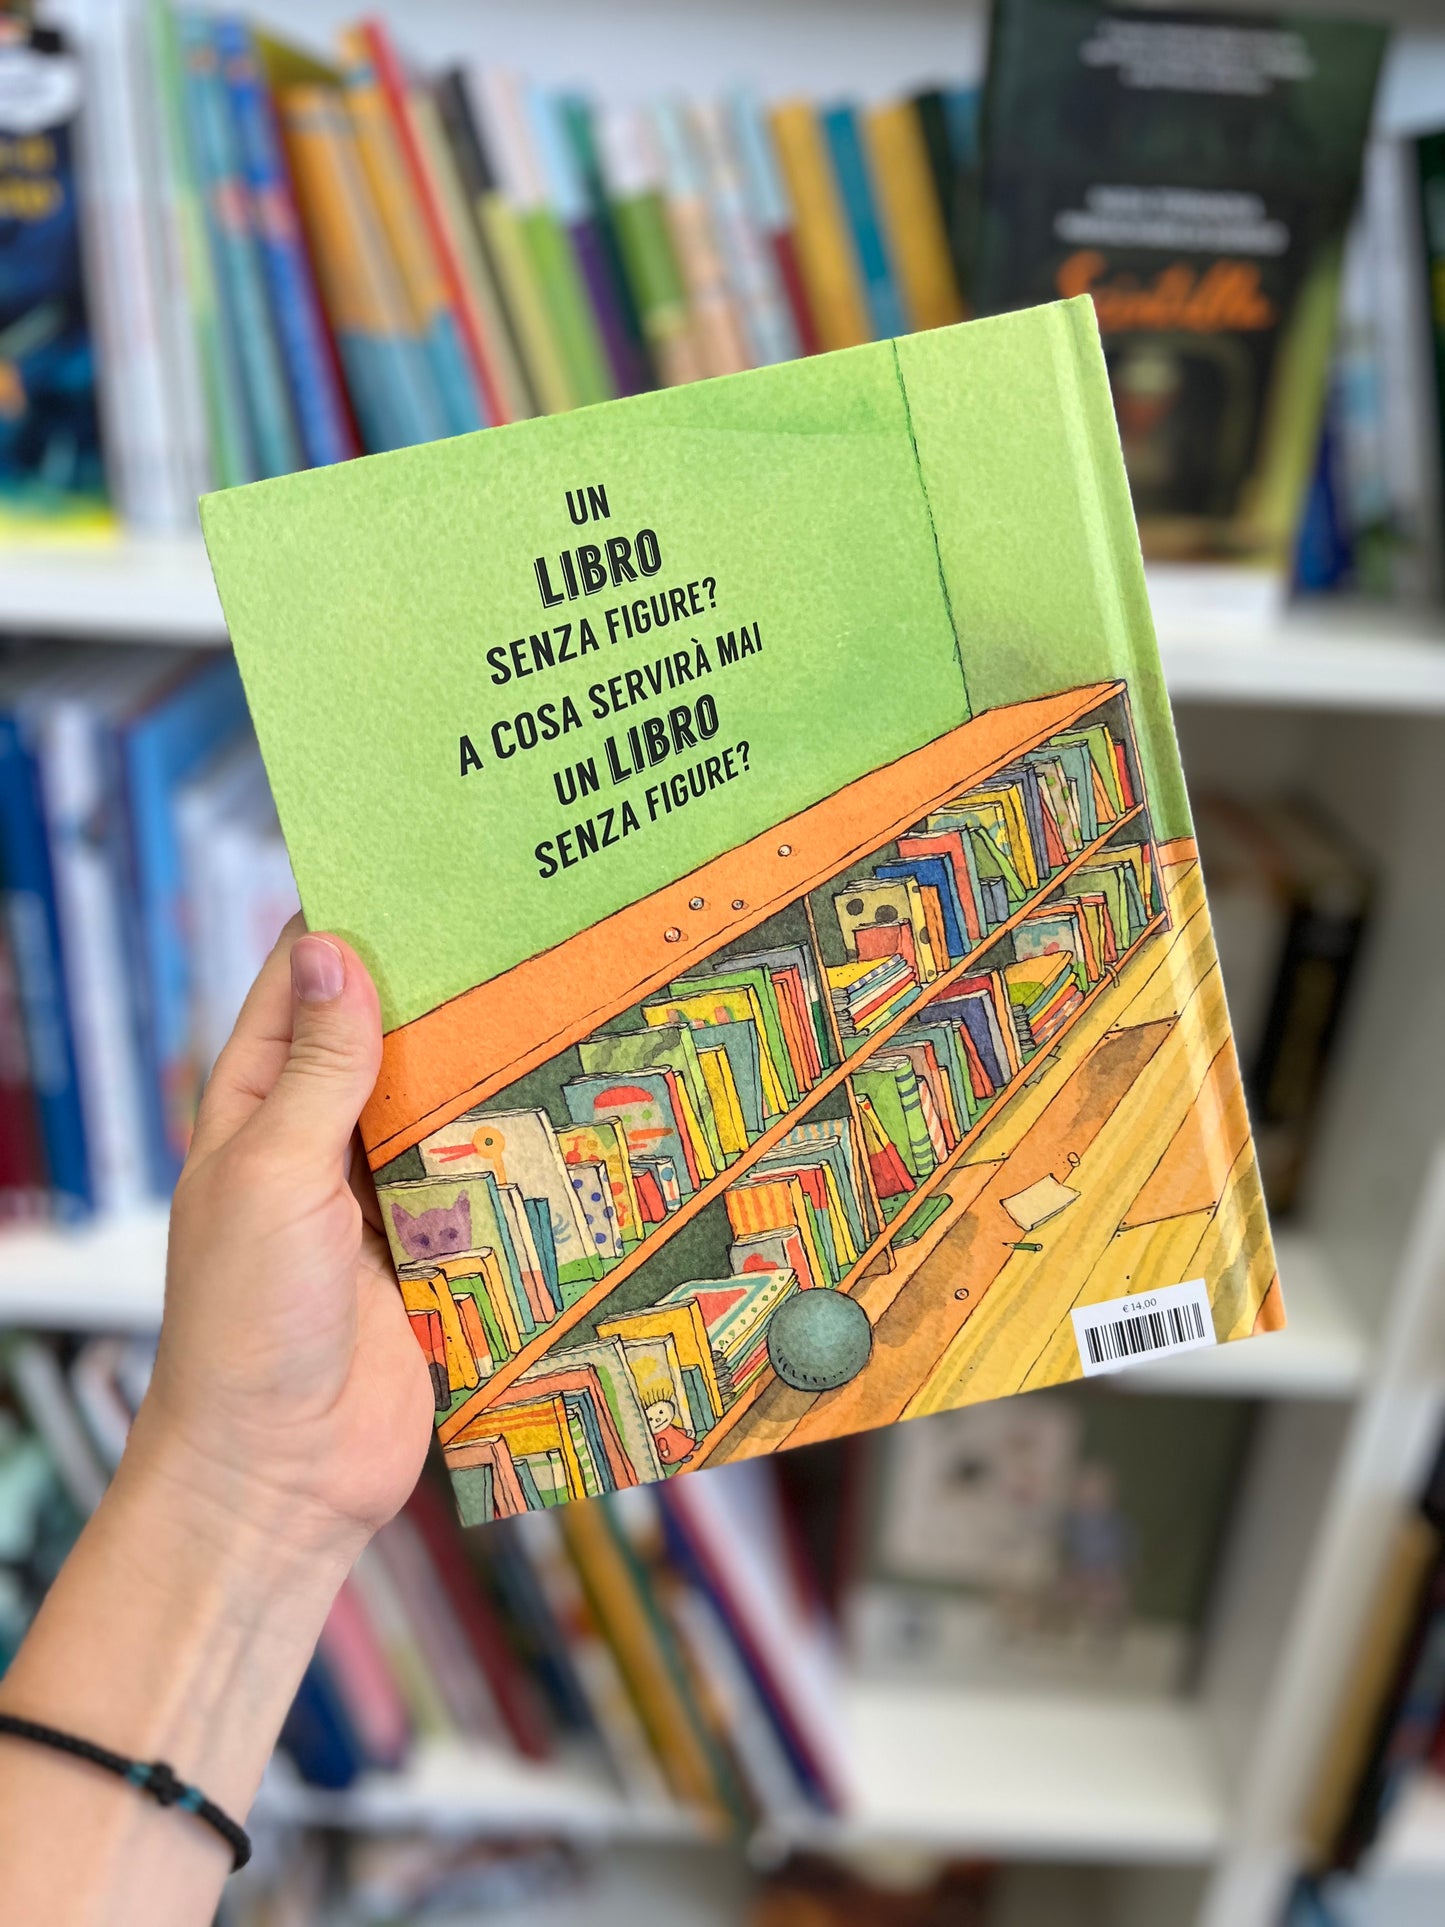 UN
LIBRO
SENZA FIGURE?
A COSA SERVIRÀ MAI
UN LIBRO
SENZA FIGURE?
€ 14,00